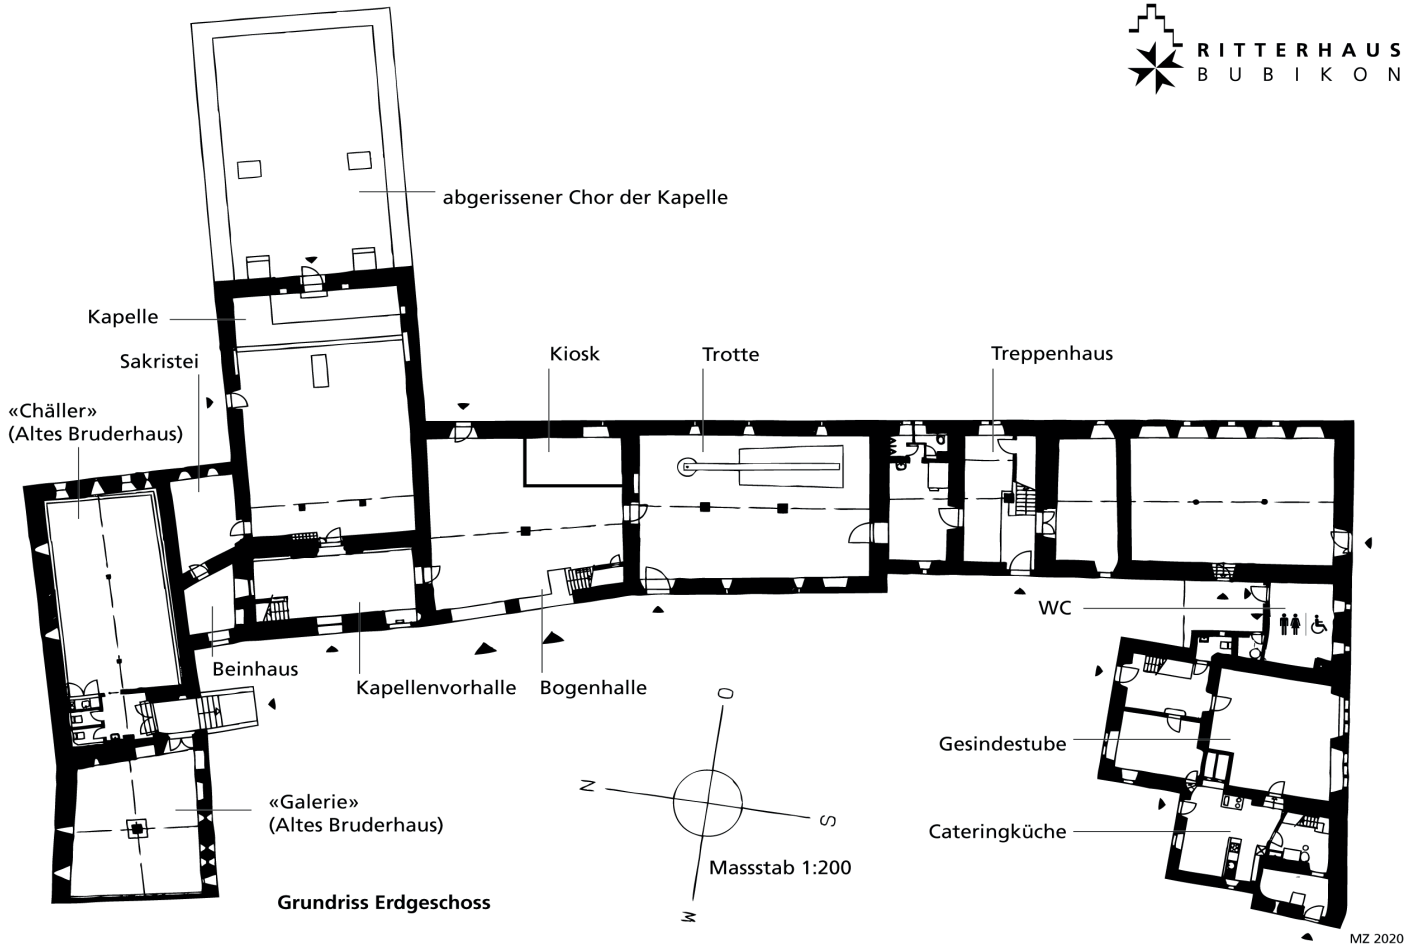 RITTERHAUS
BUBIKON
abgerissener Chor der Kapelle
Kapelle
Sakristei
Kiosk
Trotte
Treppenhaus
«Chäller»
(Altes Bruderhaus)
WC
Beinhaus
Kapellenvorhalle
Bogenhalle
O
N
S
W
Gesindestube
«Galerie»
(Altes Bruderhaus)
Cateringküche
Massstab 1:200
Grundriss Erdgeschoss
MZ 2020